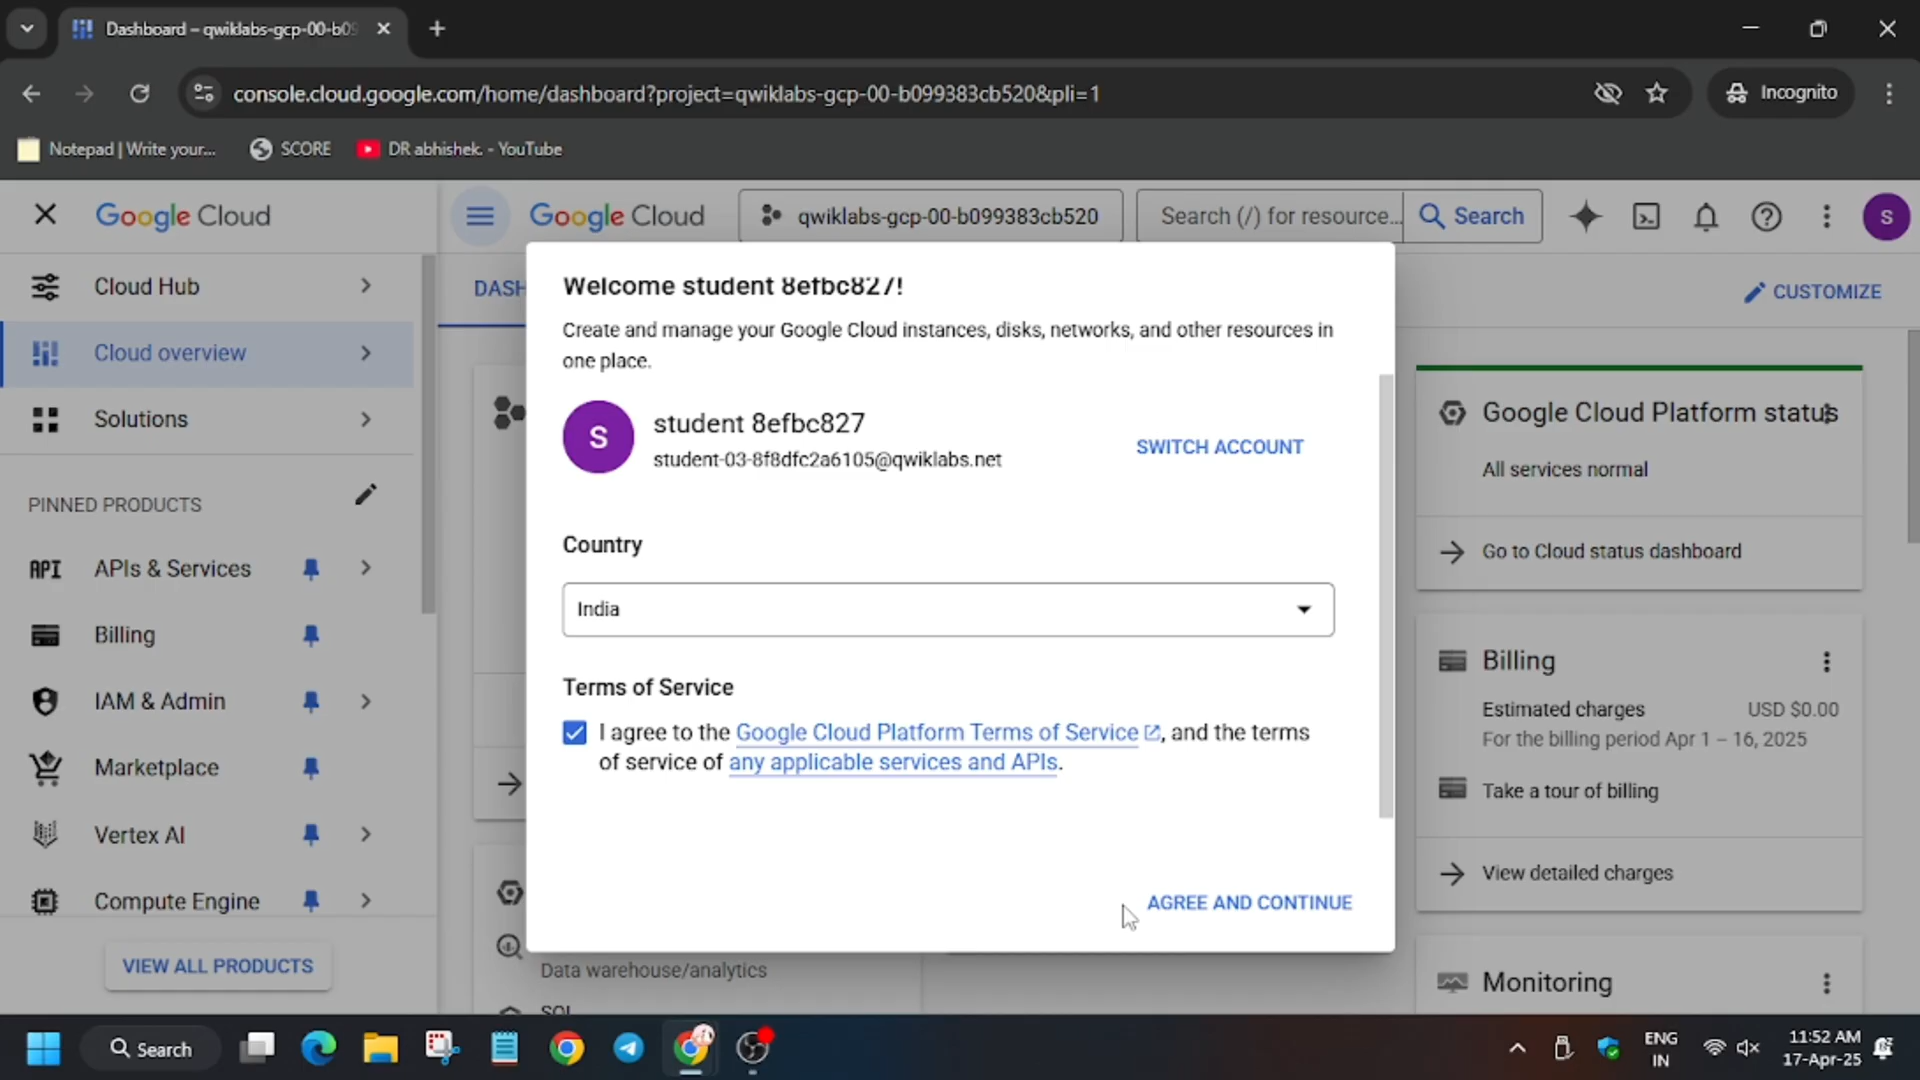 Dashboard – qwiklabs-gcp-00-b09
console.cloud.google.com/home/dashboard?project=qwiklabs-gcp-00-b099383cb520&pli=1
Incognito
Notepad | Write your...
SCORE
DR abhishek. - YouTube
Google Cloud
Google Cloud
qwiklabs-gcp-00-b099383cb520
Search (/) for resource...
Search
S
Cloud Hub
Cloud overview
Solutions
PINNED PRODUCTS
API
APIs & Services
Billing
IAM & Admin
Marketplace
Vertex AI
Compute Engine
VIEW ALL PRODUCTS
DASH
CUSTOMIZE
Welcome student 8efbc827!
Create and manage your Google Cloud instances, disks, networks, and other resources in
one place.
S
student 8efbc827
student-03-8f8dfc2a6105@qwiklabs.net
SWITCH ACCOUNT
Country
India
Terms of Service
I agree to the Google Cloud Platform Terms of Service, and the terms
of service of any applicable services and APIs.
AGREE AND CONTINUE
Data warehouse/analytics
SQL
Google Cloud Platform status
All services normal
Go to Cloud status dashboard
Billing
Estimated charges
USD $0.00
For the billing period Apr 1 – 16, 2025
Take a tour of billing
View detailed charges
Monitoring
Search
ENG
IN
11:52 AM
17-Apr-25